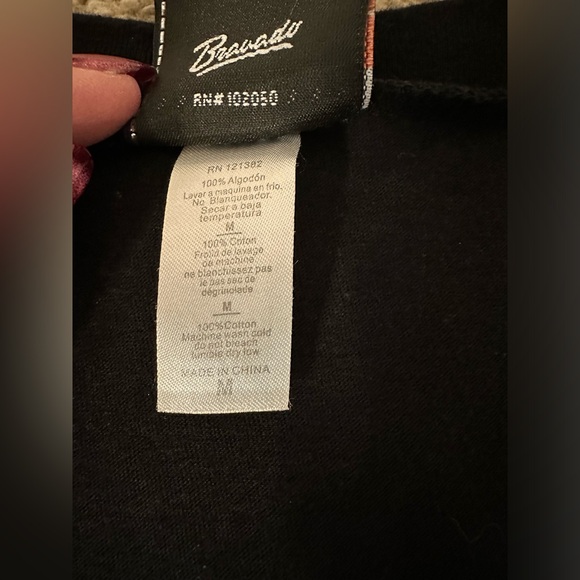 Bravado
RN#102060
RN 121382
100% Algodón
Lavar a maquina en frio.
No Blanqueador.
Secar a baja
temperatura
M
100% Coton
Froid de lavage
de machine
ne blanchissez pas
le bas sec de
dégringolade
M
100%Cotton
Machine wash cold
do not bleach
tumble dry low
MADE IN CHINA